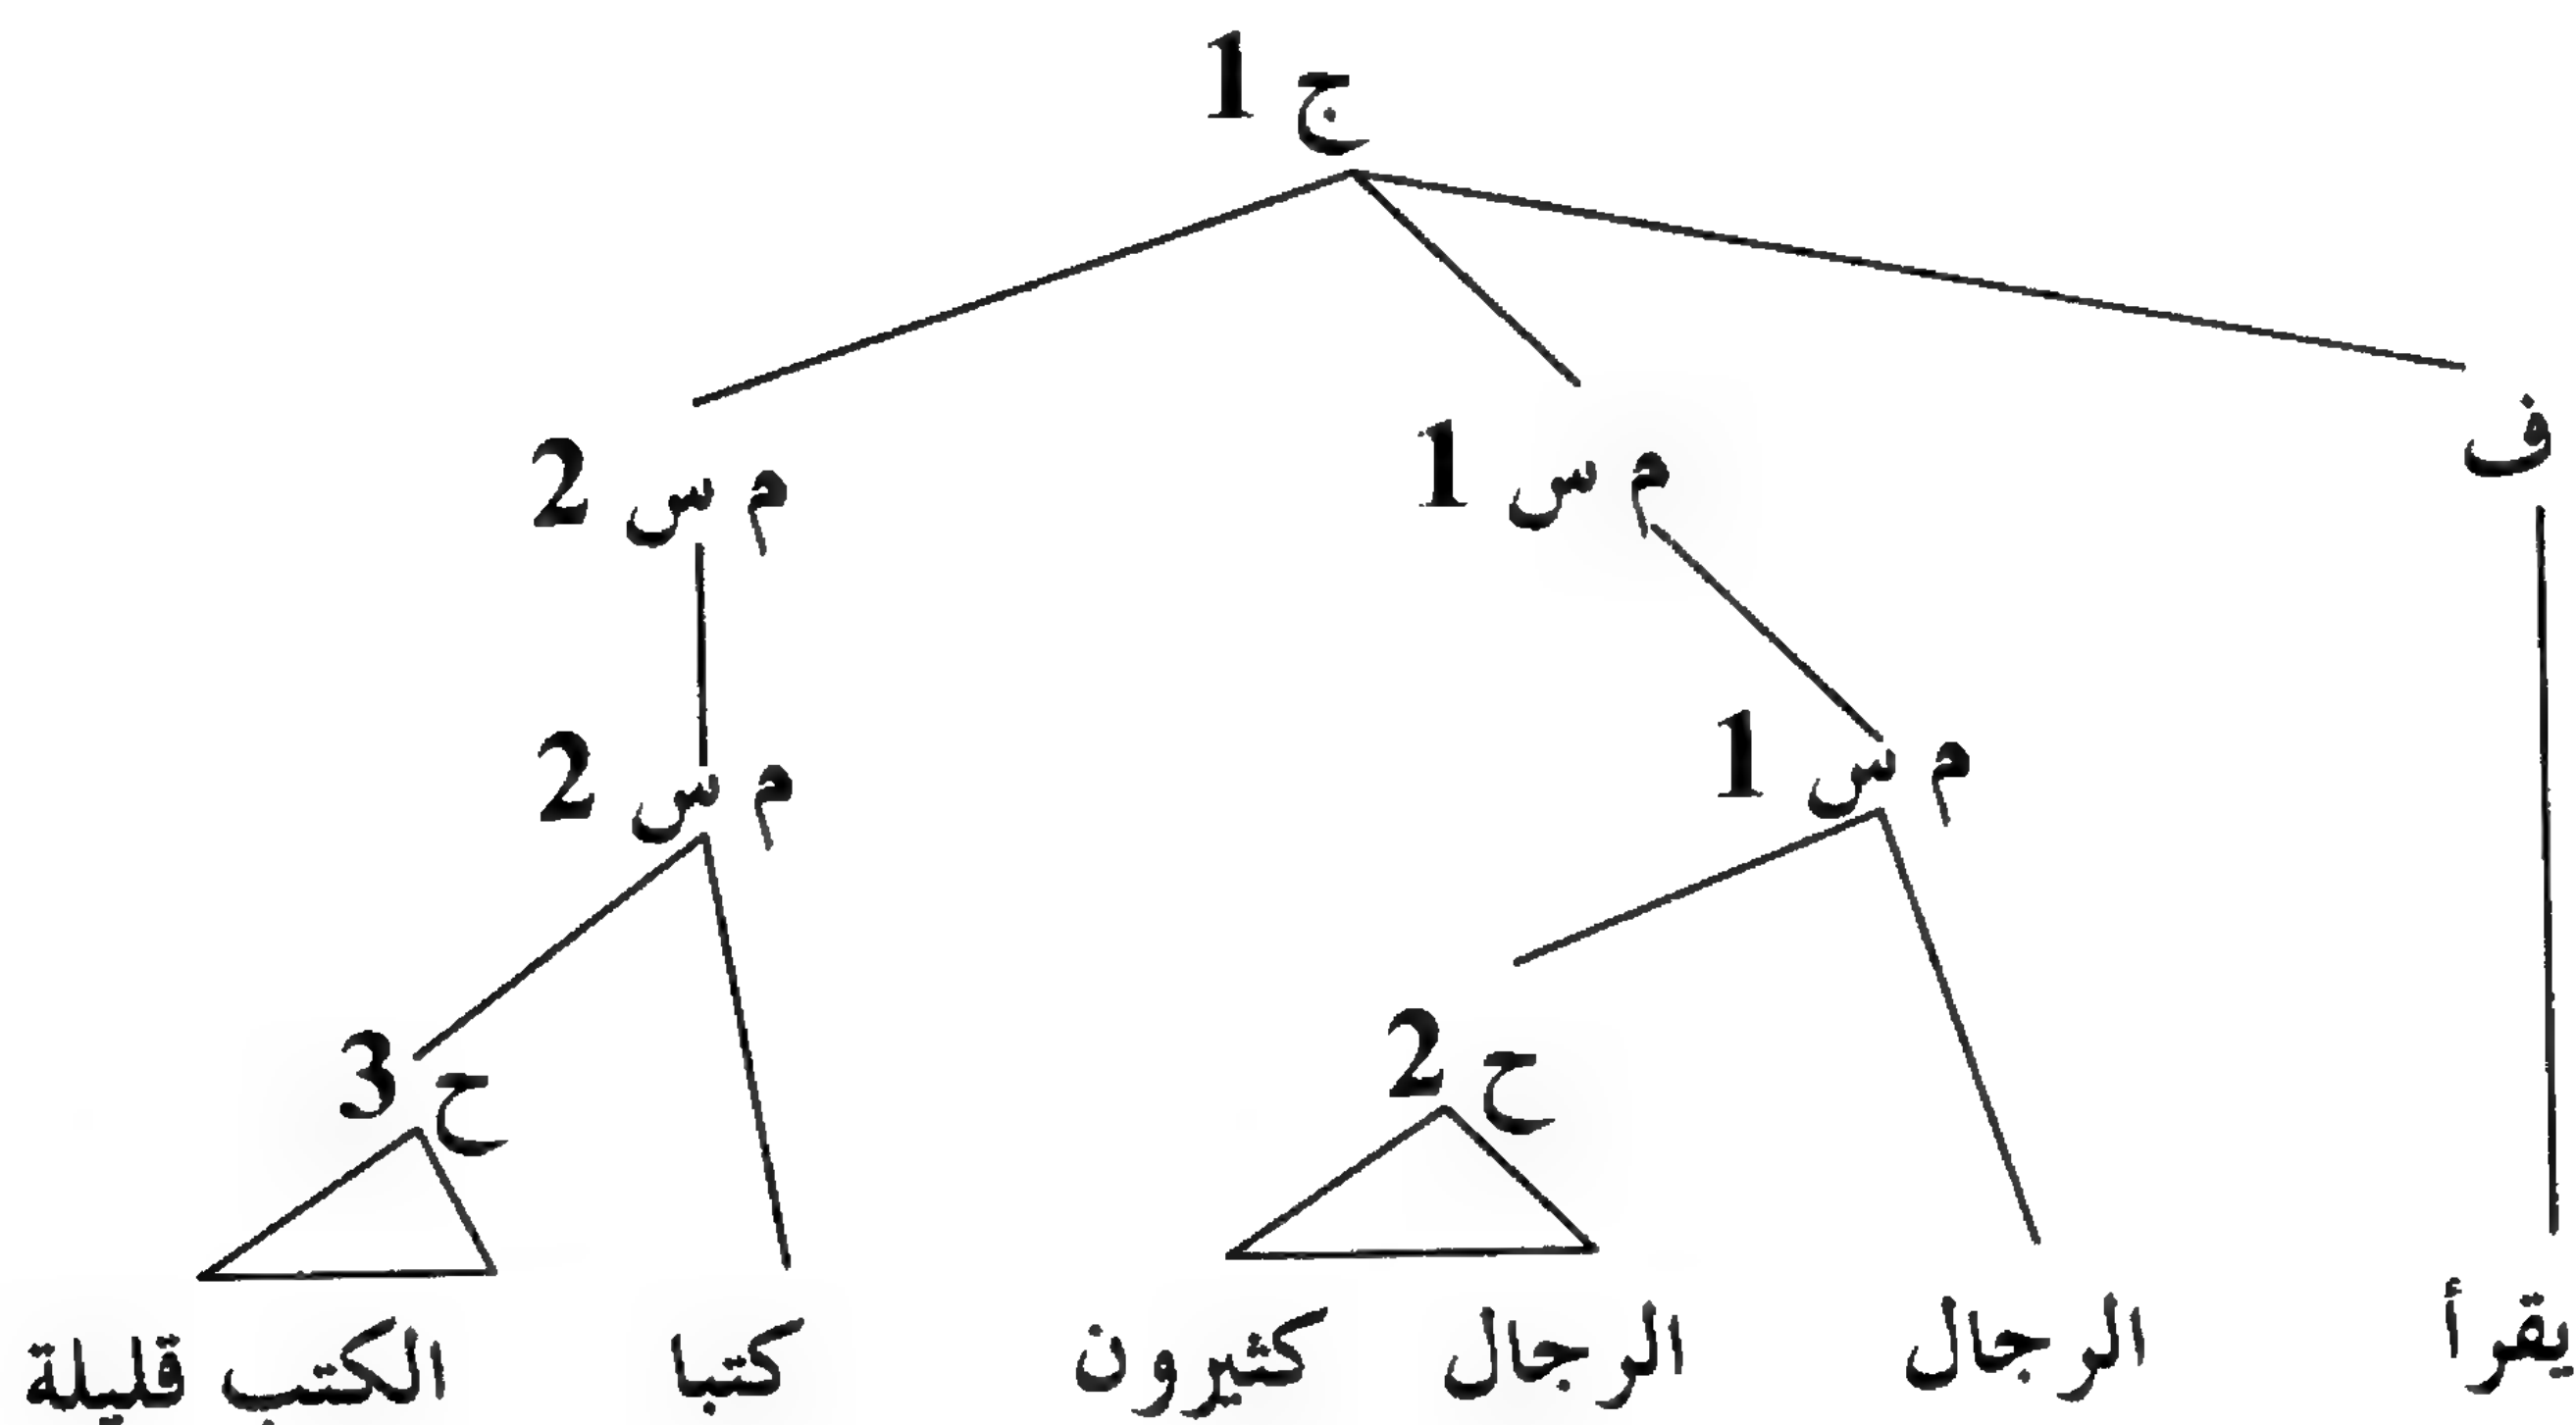 ج 1
ف
م س 1
م س 2
م س 1
م س 2
ح 2
ح 3
يقرأ الرجال الرجال كثيرون كتبا الكتب قليلة